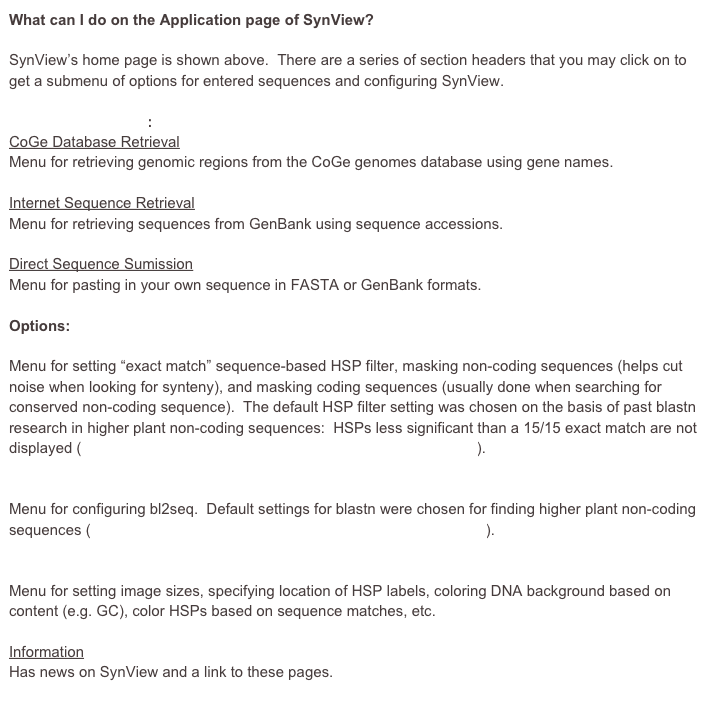 What can I do on the Application page of SynView?
SynView’s home page is shown above.  There are a series of section headers that you may click on to
get a submenu of options for entered sequences and configuring SynView.
:
CoGe Database Retrieval
Menu for retrieving genomic regions from the CoGe genomes database using gene names.
Internet Sequence Retrieval
Menu for retrieving sequences from GenBank using sequence accessions.
Direct Sequence Sumission
Menu for pasting in your own sequence in FASTA or GenBank formats.
Options:
Menu for setting “exact match” sequence-based HSP filter, masking non-coding sequences (helps cut
noise when looking for synteny), and masking coding sequences (usually done when searching for
conserved non-coding sequence).  The default HSP filter setting was chosen on the basis of past blastn
research in higher plant non-coding sequences:  HSPs less significant than a 15/15 exact match are not
displayed ( ).
Menu for configuring bl2seq.  Default settings for blastn were chosen for finding higher plant non-coding
sequences ( ).
Menu for setting image sizes, specifying location of HSP labels, coloring DNA background based on
content (e.g. GC), color HSPs based on sequence matches, etc.
Information
Has news on SynView and a link to these pages.